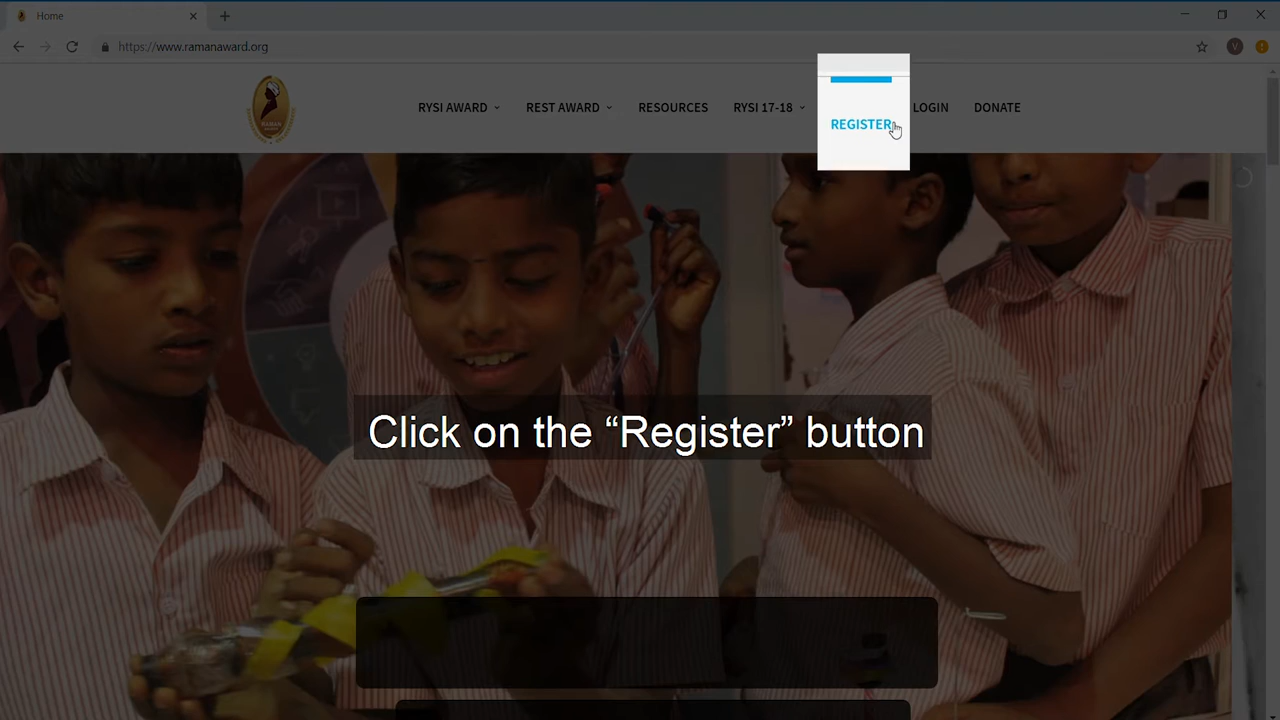 Home
https://www.ramanaward.org
V
RYSI AWARD
REST AWARD
RESOURCES
RYSI 17-18
REGISTER
LOGIN
DONATE
Click on the “Register” button